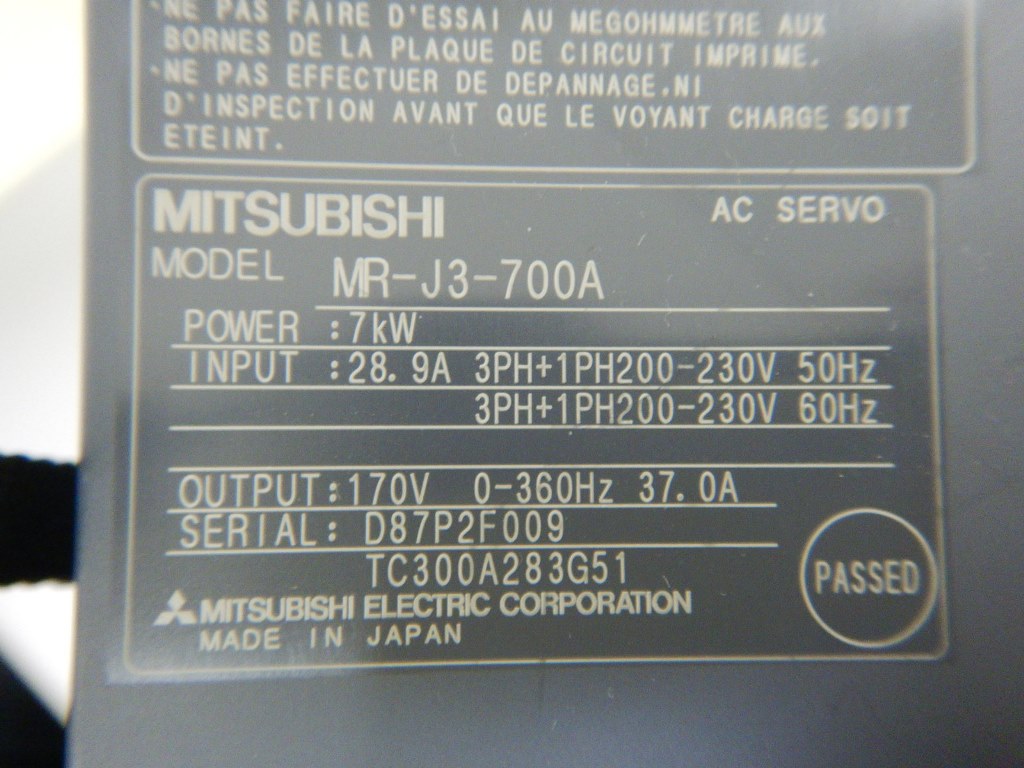 -NE PAS FAIRE D'ESSAI AU MEGOHMMETRE AUX
BORNES DE LA PLAQUE DE CIRCUIT IMPRIME.
-NE PAS EFFECTUER DE DEPANNAGE.NI
D'INSPECTION AVANT QUE LE VOYANT CHARGE SOIT
ETEINT.
MITSUBISHI AC SERVO
MODEL MR-J3-700A
POWER :7kW
INPUT :28.9A 3PH+1PH200-230V 50Hz
3PH+1PH200-230V 60Hz
OUTPUT:170V 0-360Hz 37.0A
SERIAL: D87P2F009
TC300A283G51
PASSED
MITSUBISHI ELECTRIC CORPORATION
MADE IN JAPAN